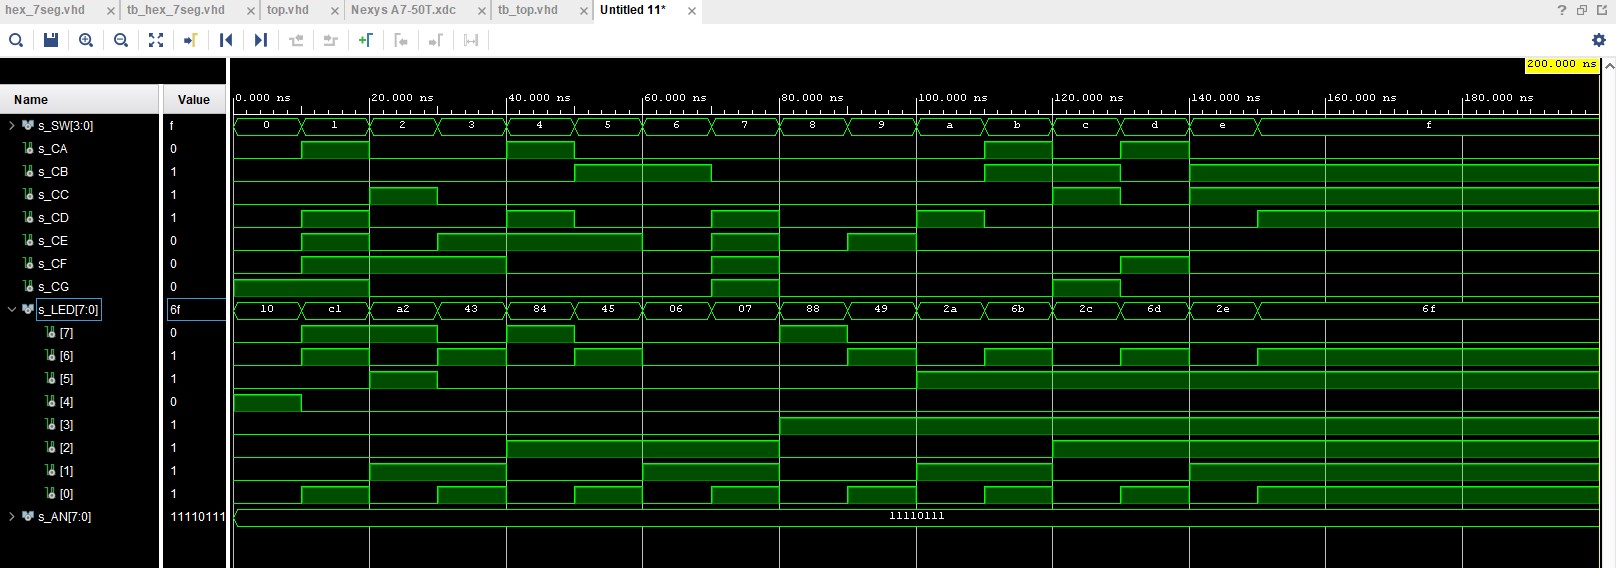 hex_7seg.vhd tb_hex_7seg.vhd top.vhd Nexys A7-50T.xdc tb_top.vhd Untitled 11*
200.000 ns
Name Value 0.000 ns 20.000 ns 40.000 ns 60.000 ns 80.000 ns 100.000 ns 120.000 ns 140.000 ns 160.000 ns 180.000 ns
s_SW[3:0] f 0 1 2 3 4 5 6 7 8 9 a b c d e f
s_CA 0
s_CB 1
s_CC 1
s_CD 1
s_CE 0
s_CF 0
s_CG 0
s_LED[7:0] 6f 10 c1 a2 43 84 45 06 07 88 49 2a 6b 2c 6d 2e 6f
[7] 0
[6] 1
[5] 1
[4] 0
[3] 1
[2] 1
[1] 1
[0] 1
s_AN[7:0] 11110111 11110111